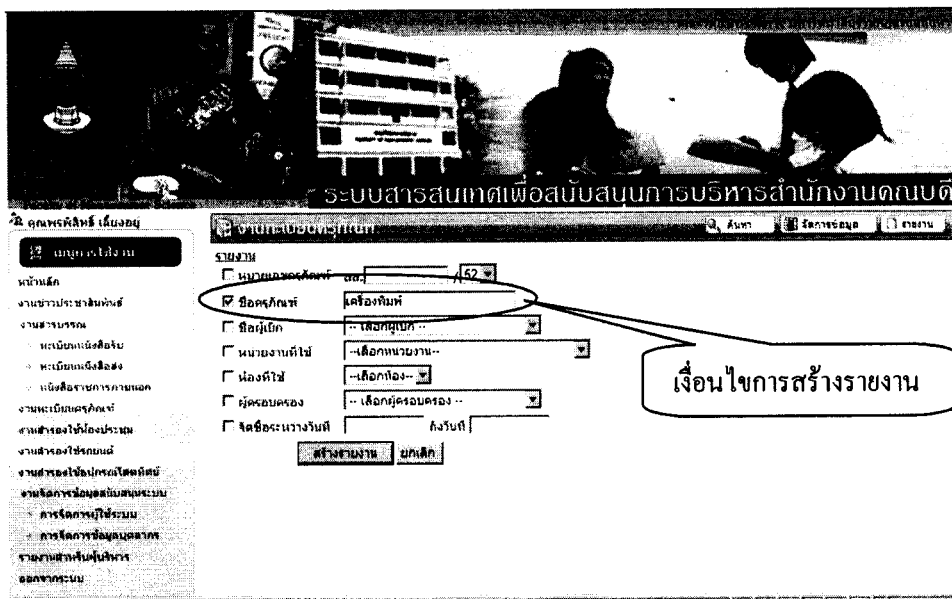 ระบบสารสนเทศเพื่อสนับสนุนการบริหารสำนักงานคณบดี
คุณพรพิสิทธิ์ เลี้ยงอยู่
เมนูการใช้งาน
หน้าหลัก
งานข่าวประชาสัมพันธ์
งานสารบรรณ
ทะเบียนหนังสือรับ
ทะเบียนหนังสือส่ง
หนังสือราชการภายนอก
งานทะเบียนครุภัณฑ์
งานสำรองใช้ห้องประชุม
งานสำรองใช้รถยนต์
งานสำรองใช้อุปกรณ์โสตทัศน์
งานจัดการข้อมูลสนับสนุนระบบ
การจัดการผู้ใช้ระบบ
การจัดการข้อมูลบุคลากร
รายงานสำหรับผู้บริหาร
ออกจากระบบ
งานทะเบียนครุภัณฑ์
ค้นหา
จัดการข้อมูล
รายงาน
รายงาน
หมายเลขครุภัณฑ์ / 52
ชื่อครุภัณฑ์ เครื่องพิมพ์
ชื่อผู้เบิก -- เลือกผู้เบิก --
หน่วยงานที่ใช้ --เลือกหน่วยงาน--
ห้องที่ใช้ --เลือกห้อง--
ผู้ครอบครอง -- เลือกผู้ครอบครอง --
จัดซื้อระหว่างวันที่ ถึงวันที่
สร้างรายงาน ยกเลิก
เงื่อนไขการสร้างรายงาน